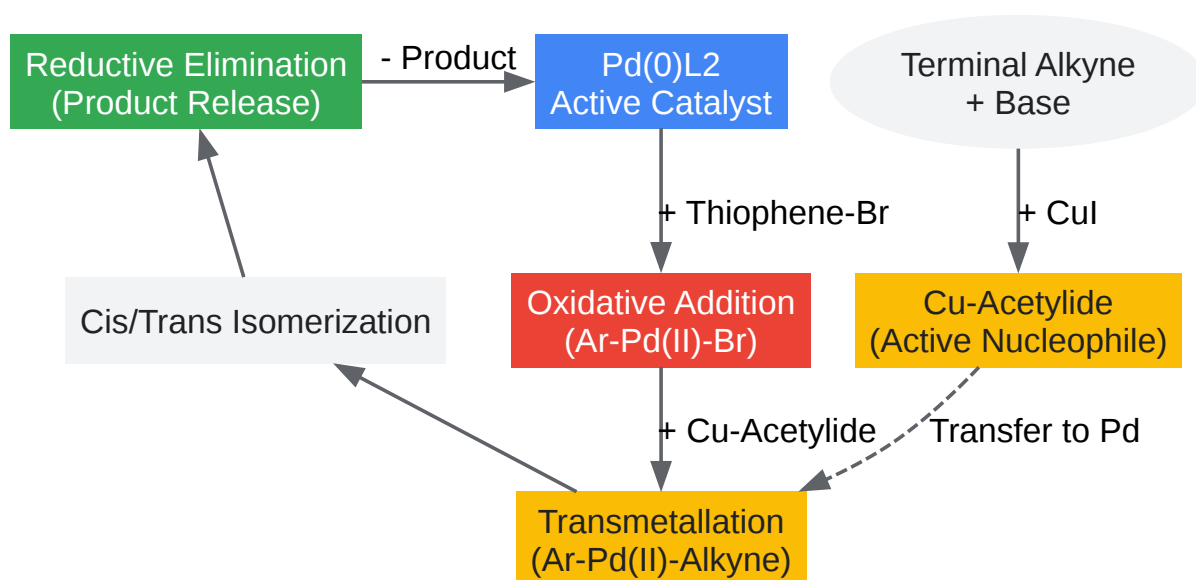 Reductive Elimination
(Product Release)
- Product
Pd(0)L2
Active Catalyst
Terminal Alkyne
+ Base
+ Thiophene-Br
+ CuI
Cis/Trans Isomerization
Oxidative Addition
(Ar-Pd(II)-Br)
Cu-Acetylide
(Active Nucleophile)
+ Cu-Acetylide
Transfer to Pd
Transmetallation
(Ar-Pd(II)-Alkyne)